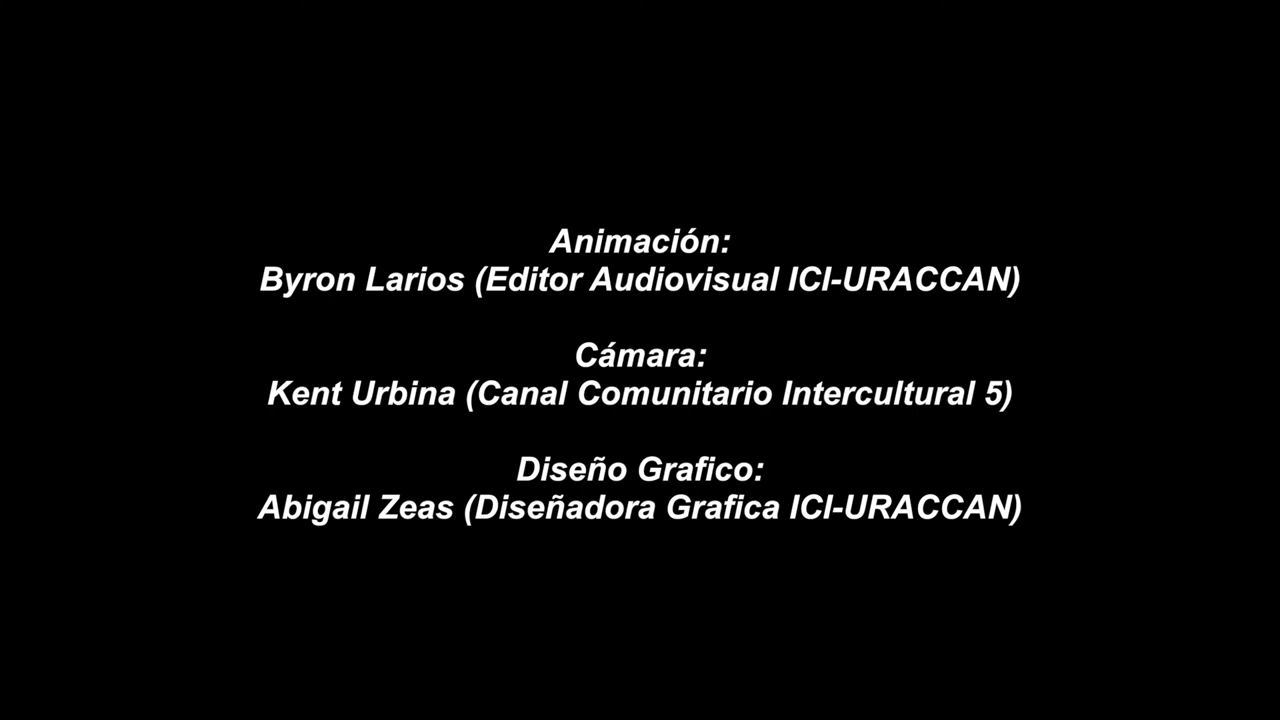 Animación:
Byron Larios (Editor Audiovisual ICI-URACCAN)
Cámara:
Kent Urbina (Canal Comunitario Intercultural 5)
Diseño Grafico:
Abigail Zeas (Diseñadora Grafica ICI-URACCAN)